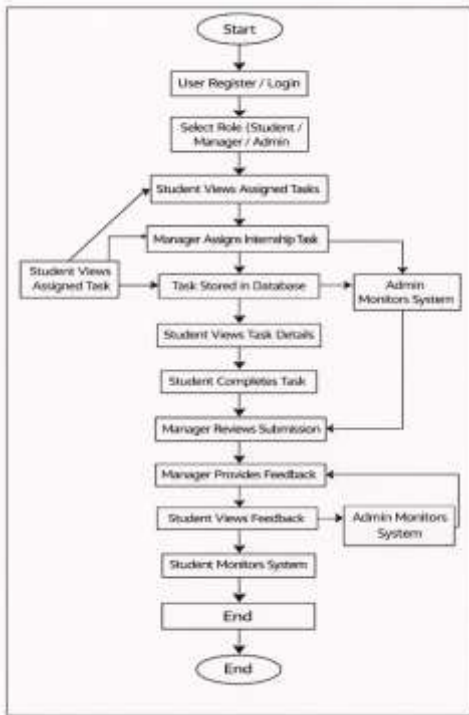 Start
User Register / Login
Select Role (Student /
Manager / Admin
Student Views Assigned Tasks
Manager Assigns Internship Task
Student Views
Assigned Task
Task Stored in Database
Admin
Monitors System
Student Views Task Details
Student Completes Task
Manager Reviews Submission
Manager Provides Feedback
Student Views Feedback
Admin Monitors
System
Student Monitors System
End
End